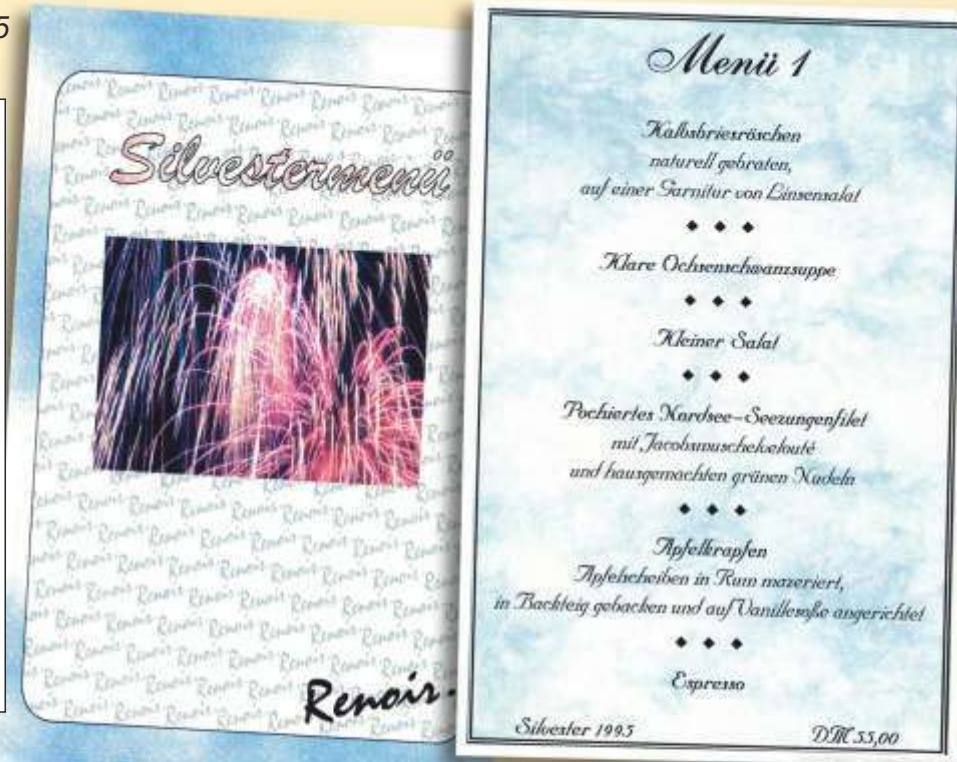 5
Silvestermenü
Renoir
Menü 1
Kalbsbriesröschen
naturell gebraten,
auf einer Garnitur von Linsensalat
Klare Ochsenschwanzsuppe
Kleiner Salat
Pochiertes Nordsee-Seezungenfilet
mit Jacobsmuschelvelouté
und hausgemachten grünen Nudeln
Apfelkrapfen
Apfelscheiben in Rum mazeriert,
in Backteig gebacken und auf Vanillesoße angerichtet
Espresso
Silvester 1995
DM 55,00